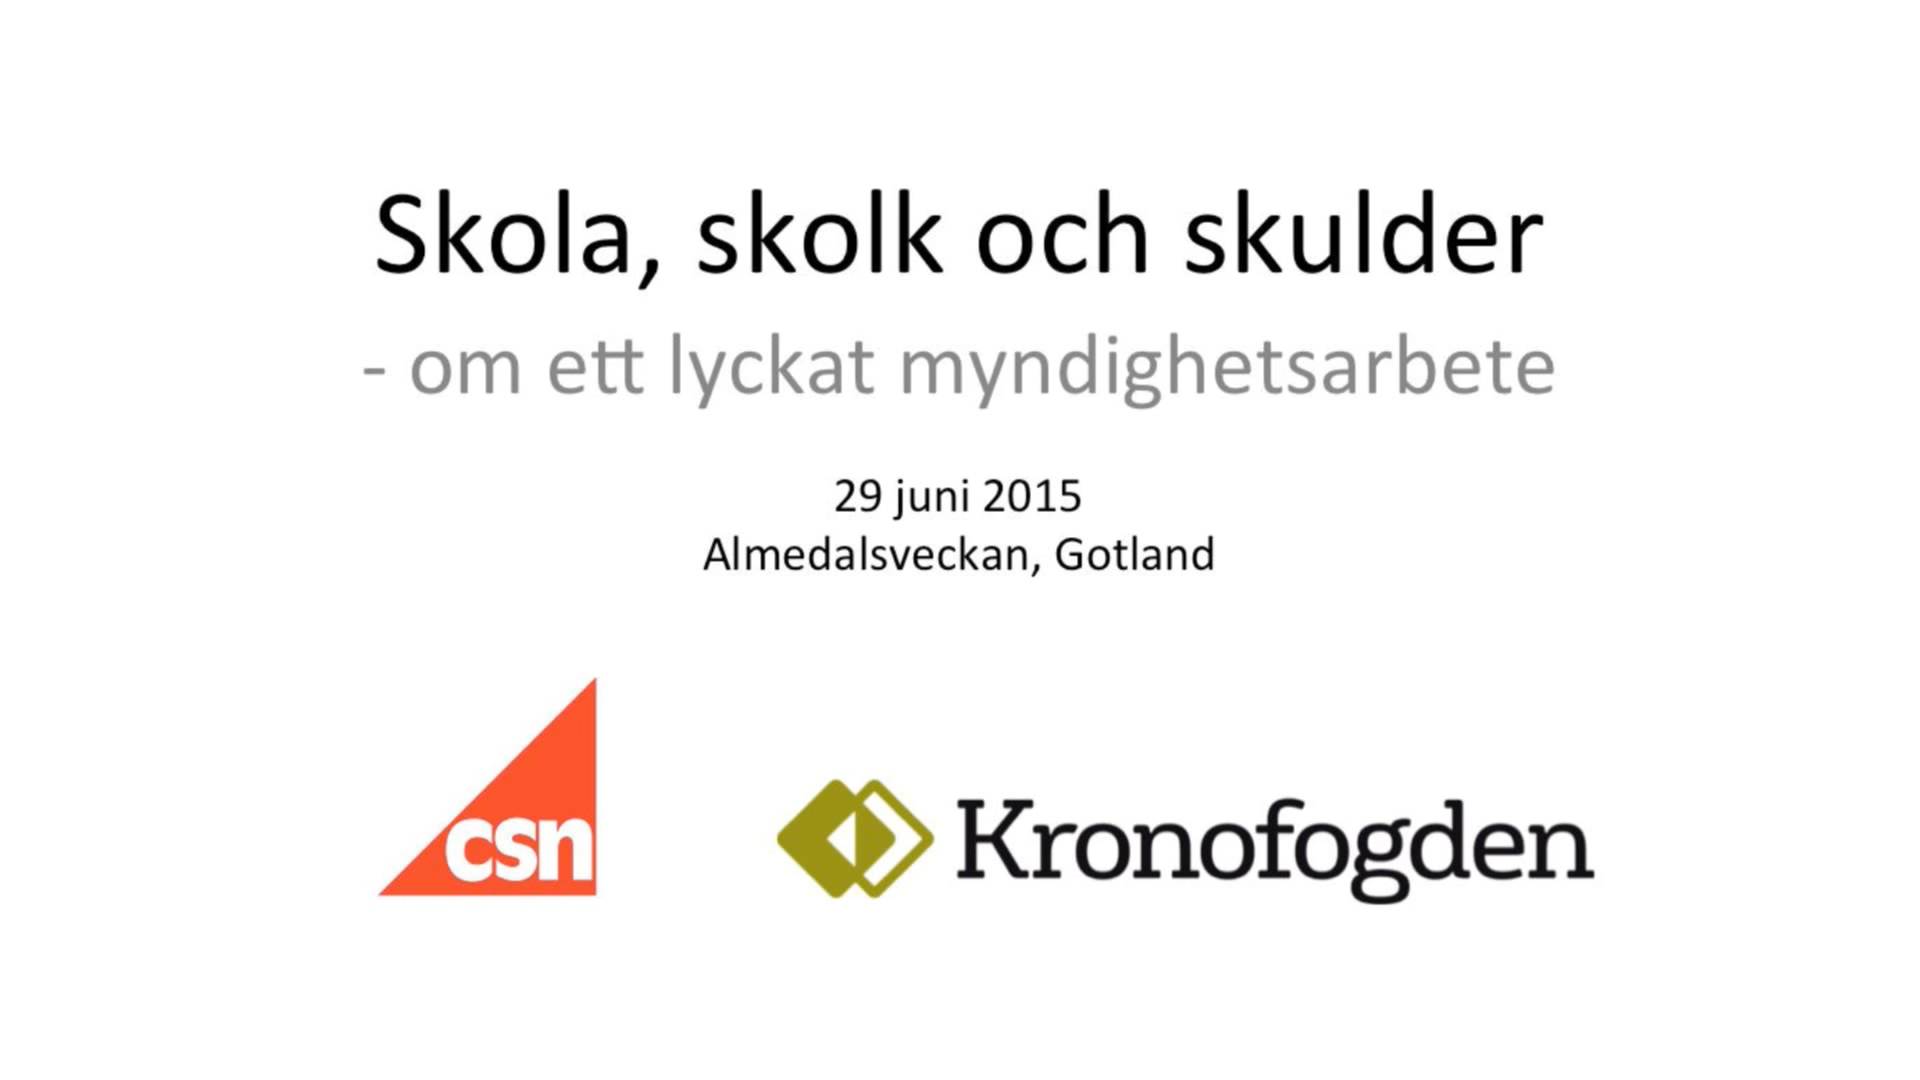 Skola, skolk och skulder
- om ett lyckat myndighetsarbete
29 juni 2015
Almedalsveckan, Gotland
csn
Kronofogden